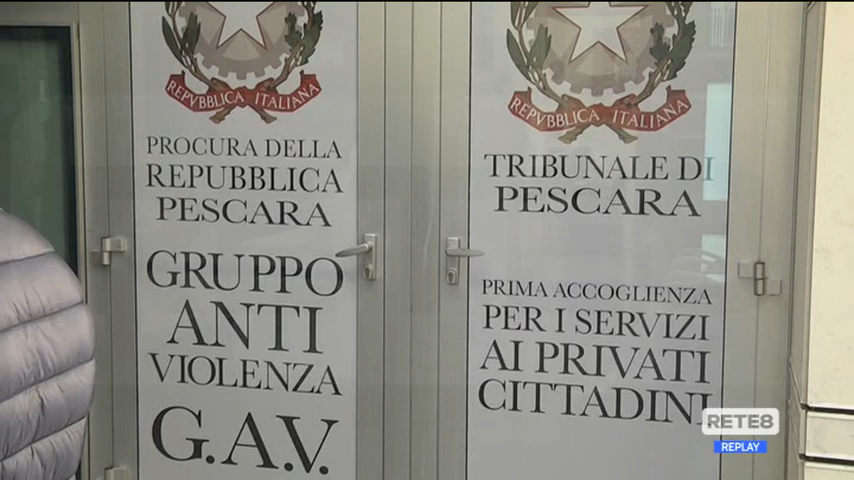 REPVBBLICA ITALIANA
PROCURA DELLA
REPUBBLICA
PESCARA
GRUPPO
ANTI
VIOLENZA
G.A.V.
REPVBBLICA ITALIANA
TRIBUNALE DI
PESCARA
PRIMA ACCOGLIENZA
PER I SERVIZI
AI PRIVATI
CITTADINI
RETE8
REPLAY